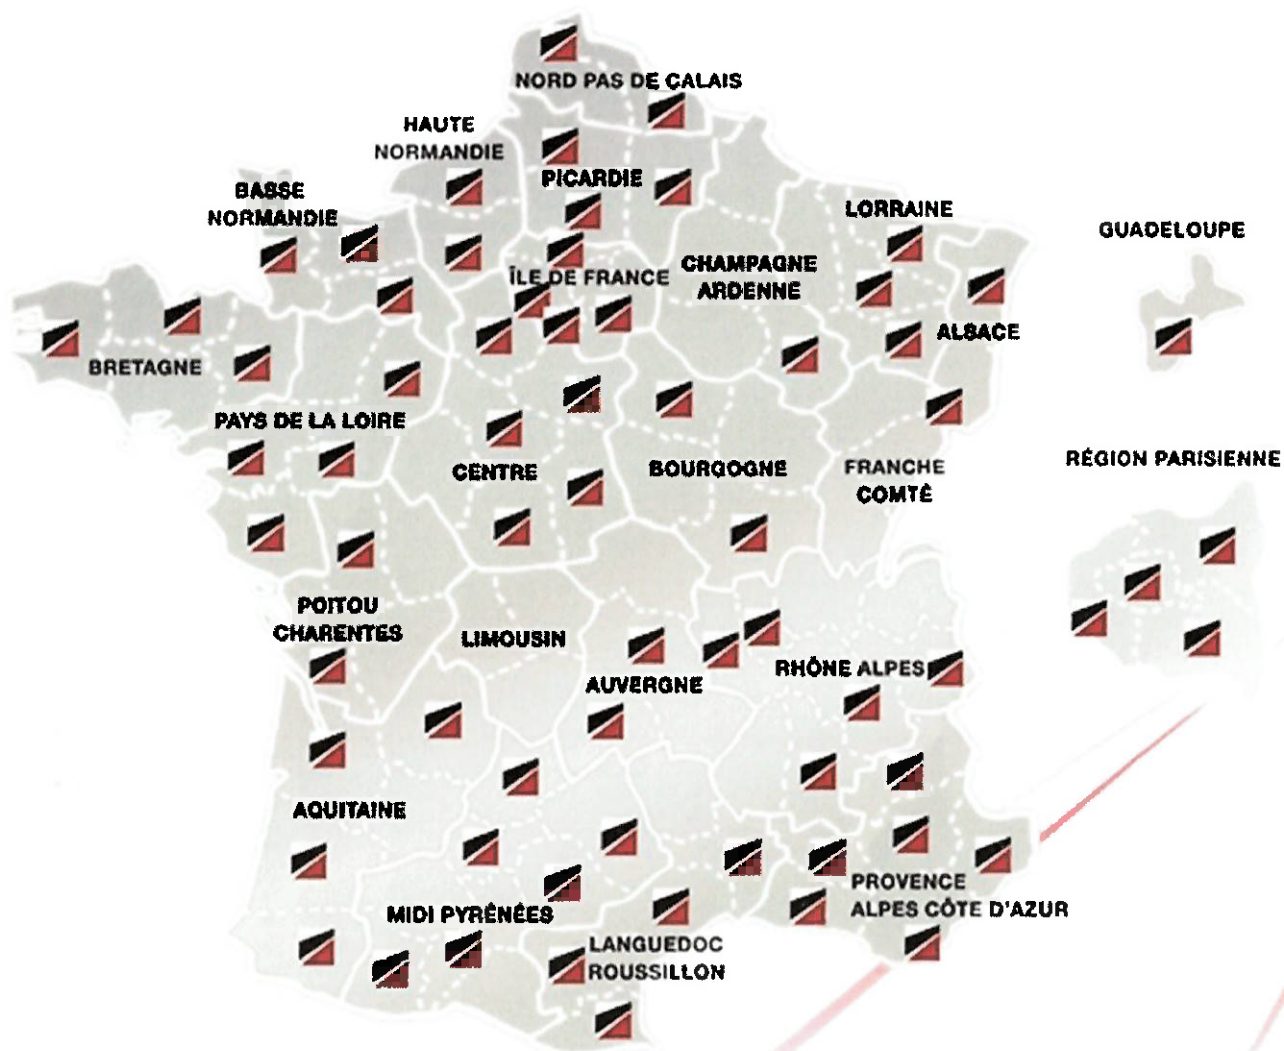 NORD PAS DE CALAIS
HAUTE
NORMANDIE
PICARDIE
BASSE
NORMANDIE
LORRAINE
GUADELOUPE
CHAMPAGNE
ARDENNE
ÎLE DE FRANCE
ALSACE
BRETAGNE
PAYS DE LA LOIRE
CENTRE
BOURGOGNE
FRANCHE
COMTÉ
RÉGION PARISIENNE
POITOU
CHARENTES
LIMOUSIN
AUVERGNE
RHÔNE ALPES
AQUITAINE
PROVENCE
ALPES CÔTE D'AZUR
MIDI PYRÉNÉES
LANGUEDOC
ROUSSILLON